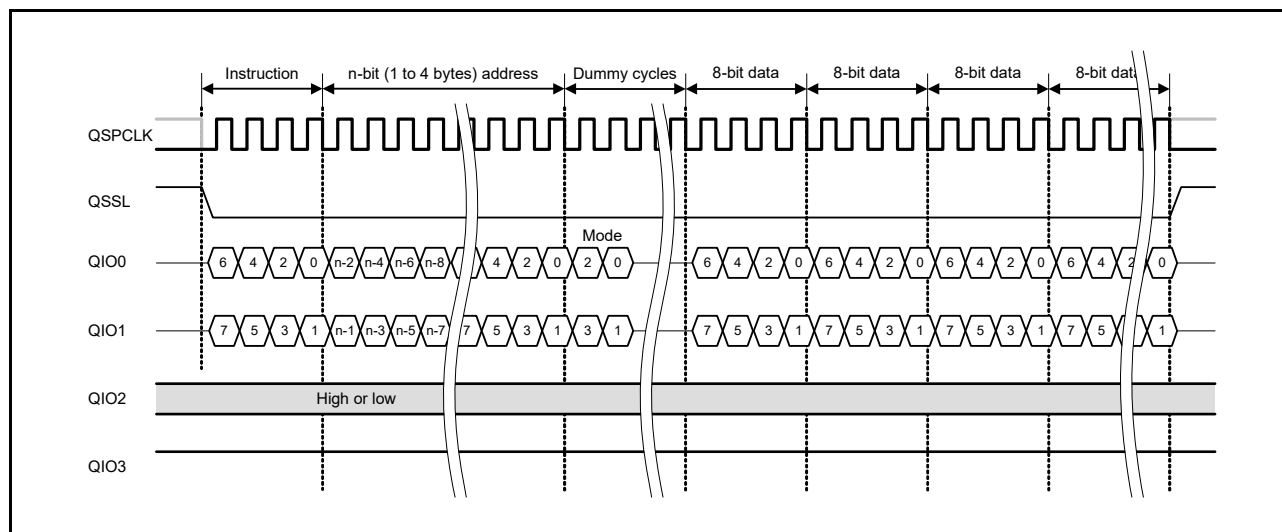 Instruction n-bit (1 to 4 bytes) address Dummy cycles 8-bit data 8-bit data 8-bit data 8-bit data
QSPCLK
QSSL
Mode
QIO0 6 4 2 0 n-2 n-4 n-6 n-8 4 2 0 2 0 6 4 2 0 6 4 2 0 6 4 2 0 6 4 2 0
QIO1 7 5 3 1 n-1 n-3 n-5 n-7 7 5 3 1 3 1 7 5 3 1 7 5 3 1 7 5 3 1 7 5 1
QIO2 High or low
QIO3